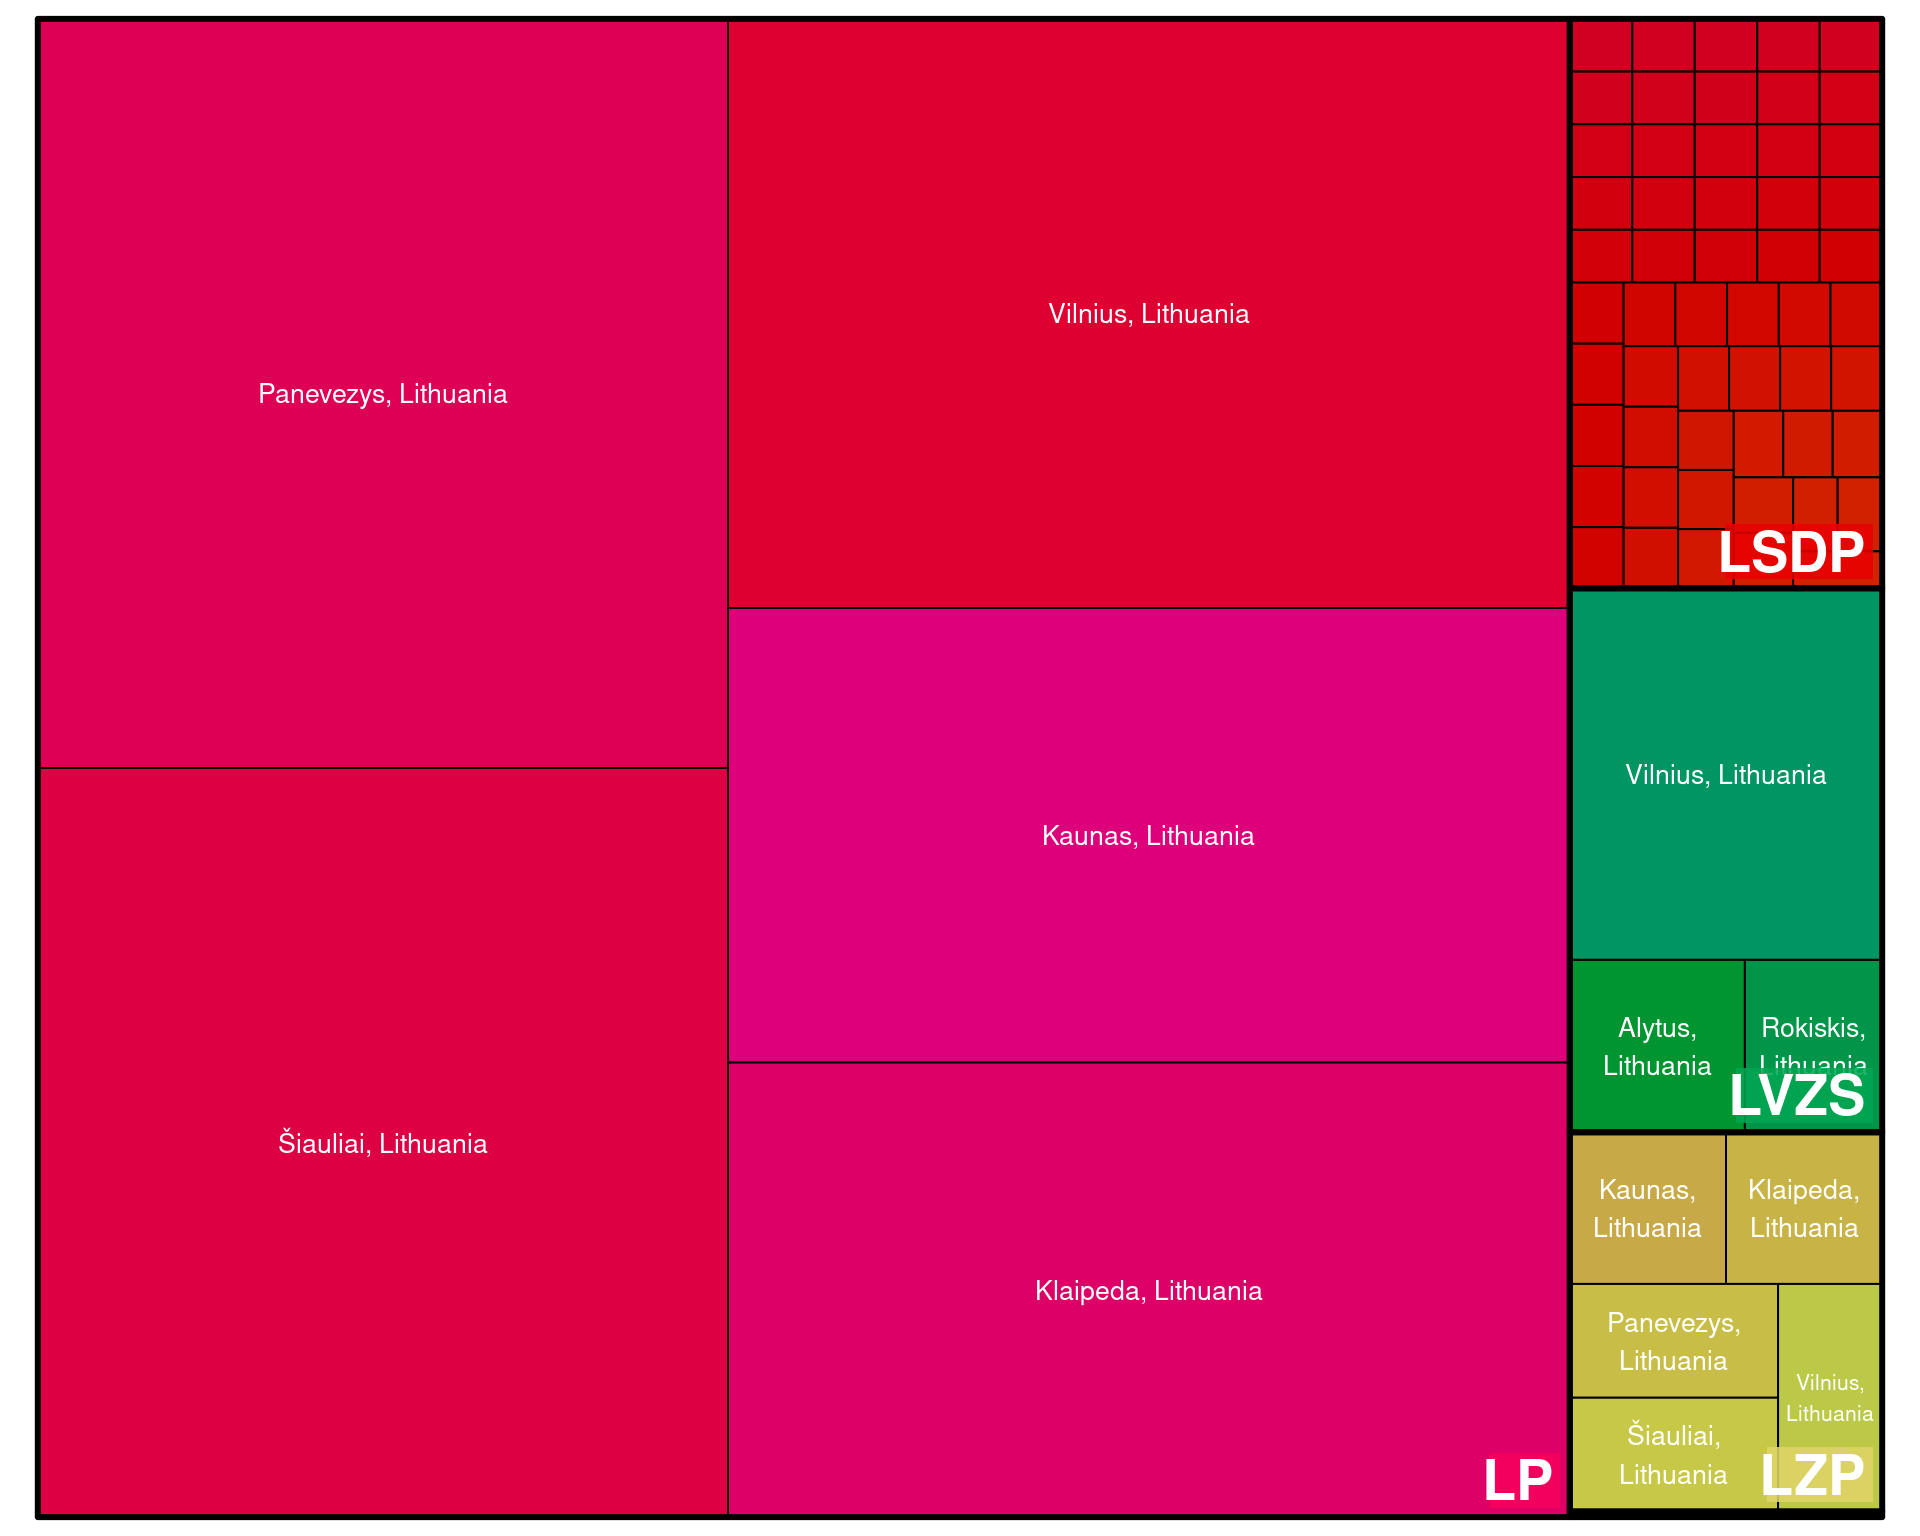 Panevezys, Lithuania
Šiauliai, Lithuania
Vilnius, Lithuania
Kaunas, Lithuania
Klaipeda, Lithuania
LP
LSDP
Vilnius, Lithuania
Alytus,
Lithuania
Rokiskis,
Lithuania
LVZS
Kaunas,
Lithuania
Klaipeda,
Lithuania
Panevezys,
Lithuania
Šiauliai,
Lithuania
Vilnius,
Lithuania
LZP